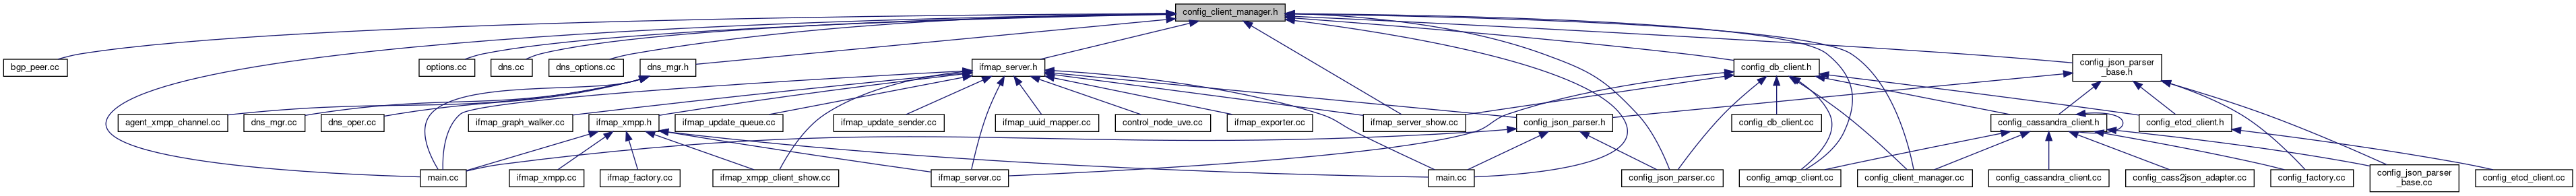 config_client_manager.h
bgp_peer.cc
options.cc
dns.cc
dns_options.cc
dns_mgr.h
ifmap_server.h
config_db_client.h
config_json_parser
_base.h
agent_xmpp_channel.cc
dns_mgr.cc
dns_oper.cc
ifmap_graph_walker.cc
ifmap_xmpp.h
ifmap_update_queue.cc
ifmap_update_sender.cc
ifmap_uuid_mapper.cc
control_node_uve.cc
ifmap_exporter.cc
ifmap_server_show.cc
config_db_client.cc
config_json_parser.h
config_cassandra_client.h
config_etcd_client.h
main.cc
ifmap_xmpp.cc
ifmap_factory.cc
ifmap_xmpp_client_show.cc
ifmap_server.cc
main.cc
config_json_parser.cc
config_amqp_client.cc
config_client_manager.cc
config_cassandra_client.cc
config_cass2json_adapter.cc
config_factory.cc
config_json_parser
_base.cc
config_etcd_client.cc